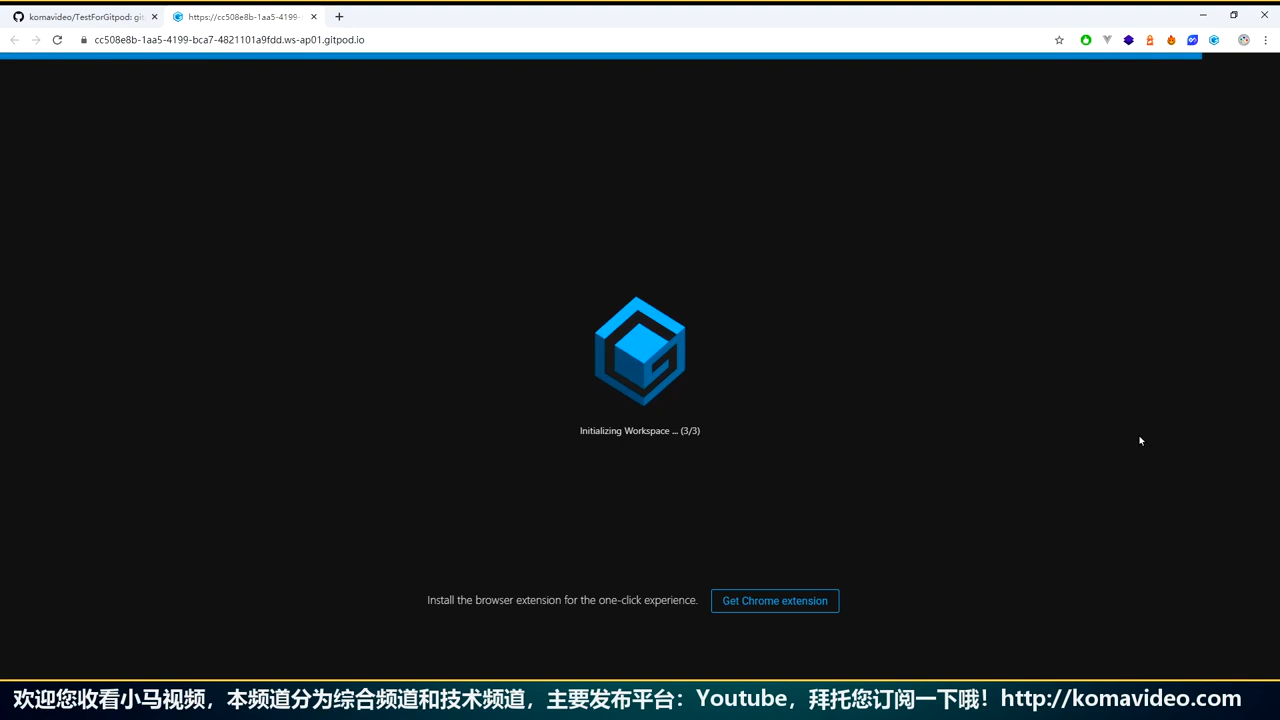 komavideo/TestForGitpod: git
https://cc508e8b-1aa5-4199-
cc508e8b-1aa5-4199-bca7-4821101a9fdd.ws-ap01.gitpod.io
Initializing Workspace ... (3/3)
Install the browser extension for the one-click experience. Get Chrome extension
欢迎您收看小马视频，本频道分为综合频道和技术频道，主要发布平台：Youtube，拜托您订阅一下哦！http://komavideo.com